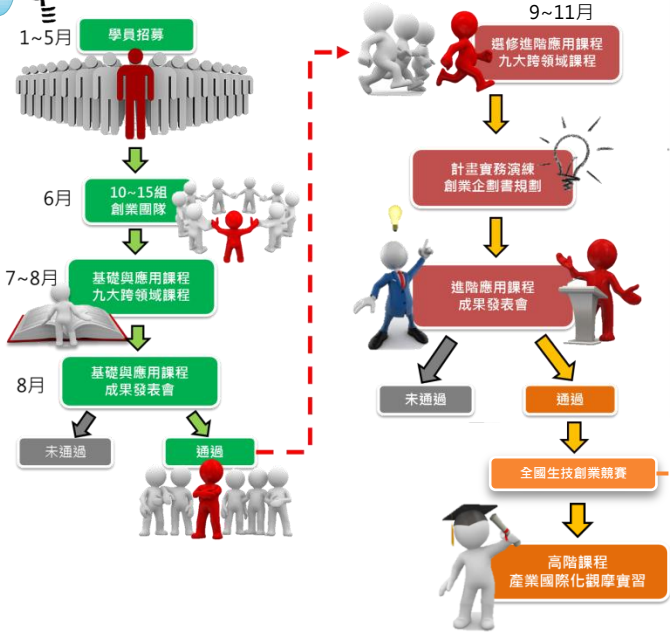 1~5月
學員招募
6月
10~15組
創業團隊
7~8月
基礎與應用課程
九大跨領域課程
8月
基礎與應用課程
成果發表會
未通過
通過
9~11月
選修進階應用課程
九大跨領域課程
計畫實務演練
創業企劃書規劃
進階應用課程
成果發表會
未通過
通過
全國生技創業競賽
高階課程
產業國際化觀摩實習